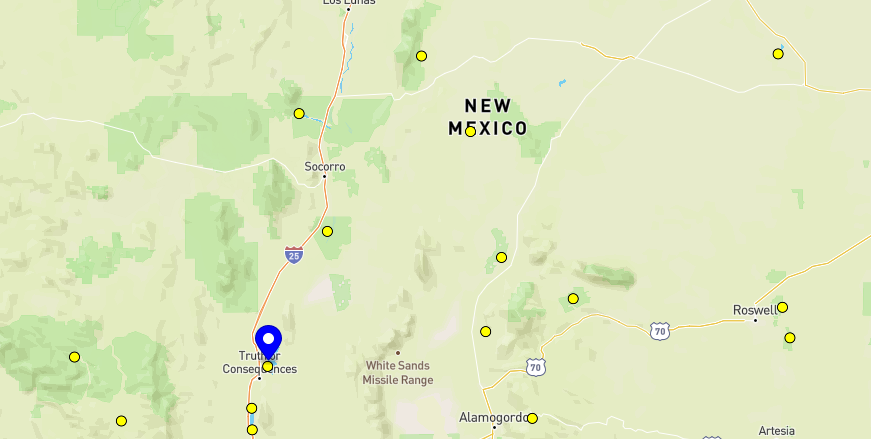 Los Lunas
NEW
MEXICO
Socorro
25
Roswell
70
Truth or
Consequences
White Sands
Missile Range
70
Alamogordo
Artesia